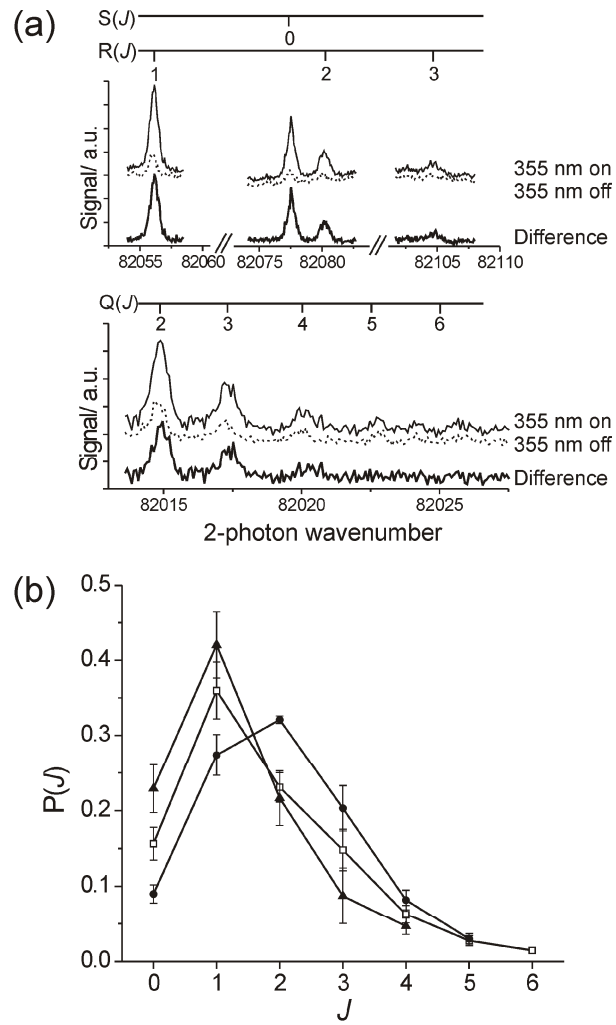 (a)
S(J)
0
R(J)
1 2 3
Signal/ a.u.
355 nm on
355 nm off
Difference
82055 82060 // 82075 82080 // 82105 82110
Q(J)
2 3 4 5 6
Signal/ a.u.
355 nm on
355 nm off
Difference
82015 82020 82025
2-photon wavenumber
(b)
0.5
0.4
0.3
0.2
0.1
0.0
P(J)
0 1 2 3 4 5 6
J